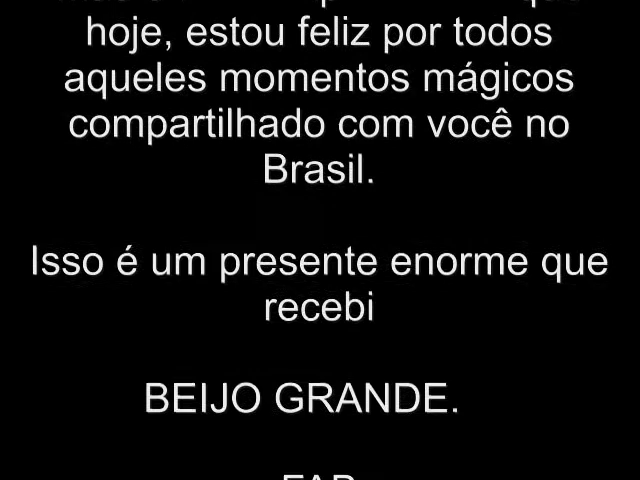 hoje, estou feliz por todos
aqueles momentos mágicos
compartilhado com você no
Brasil.
Isso é um presente enorme que
recebi
BEIJO GRANDE.